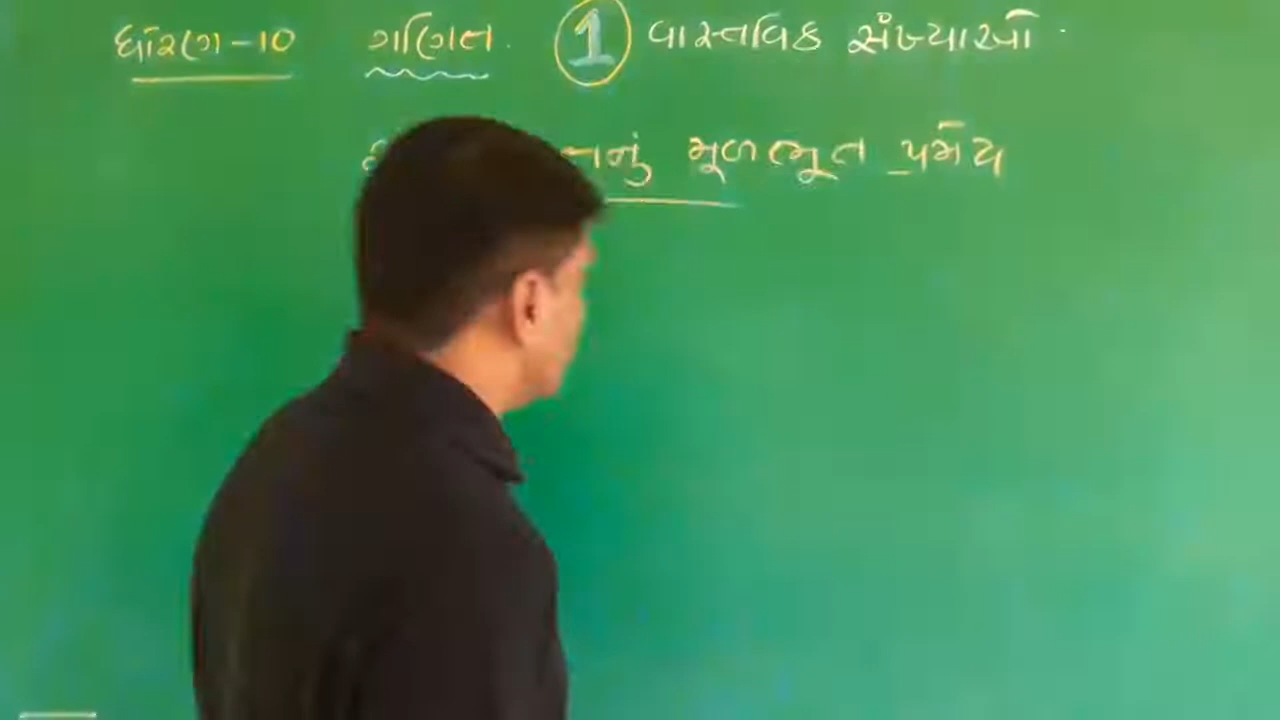 ધોરણ-10 ગણિત. 1 વાસ્તવિક સંખ્યાઓ.
મૂળભૂત પ્રમેય